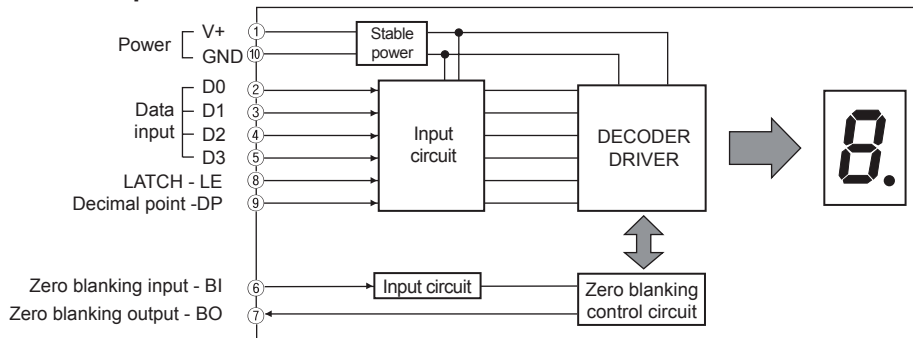 Power
V+
①
GND
⑩
Stable
power
Data
input
D0
②
D1
③
D2
④
D3
⑤
LATCH - LE
⑧
Decimal point -DP
⑨
Input
circuit
DECODER
DRIVER
8.
Zero blanking input - BI
⑥
Input circuit
Zero blanking output - BO
⑦
Zero blanking
control circuit